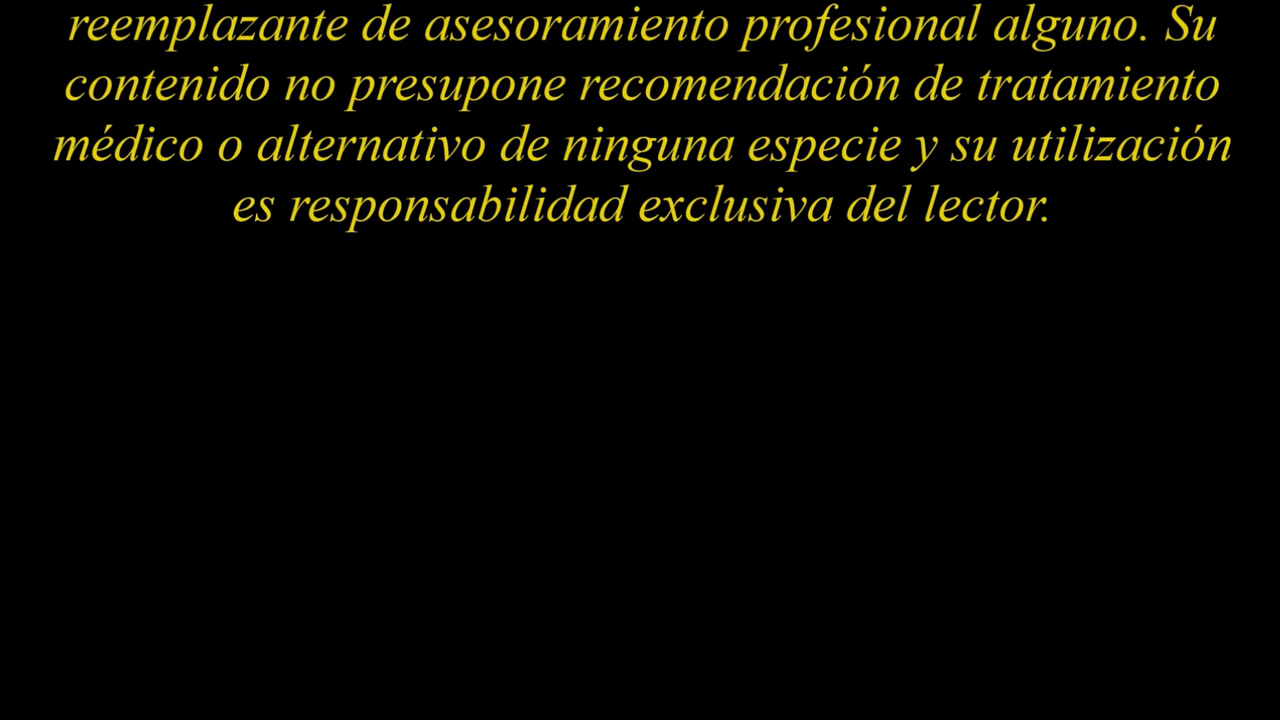 reemplazante de asesoramiento profesional alguno. Su
contenido no presupone recomendación de tratamiento
médico o alternativo de ninguna especie y su utilización
es responsabilidad exclusiva del lector.